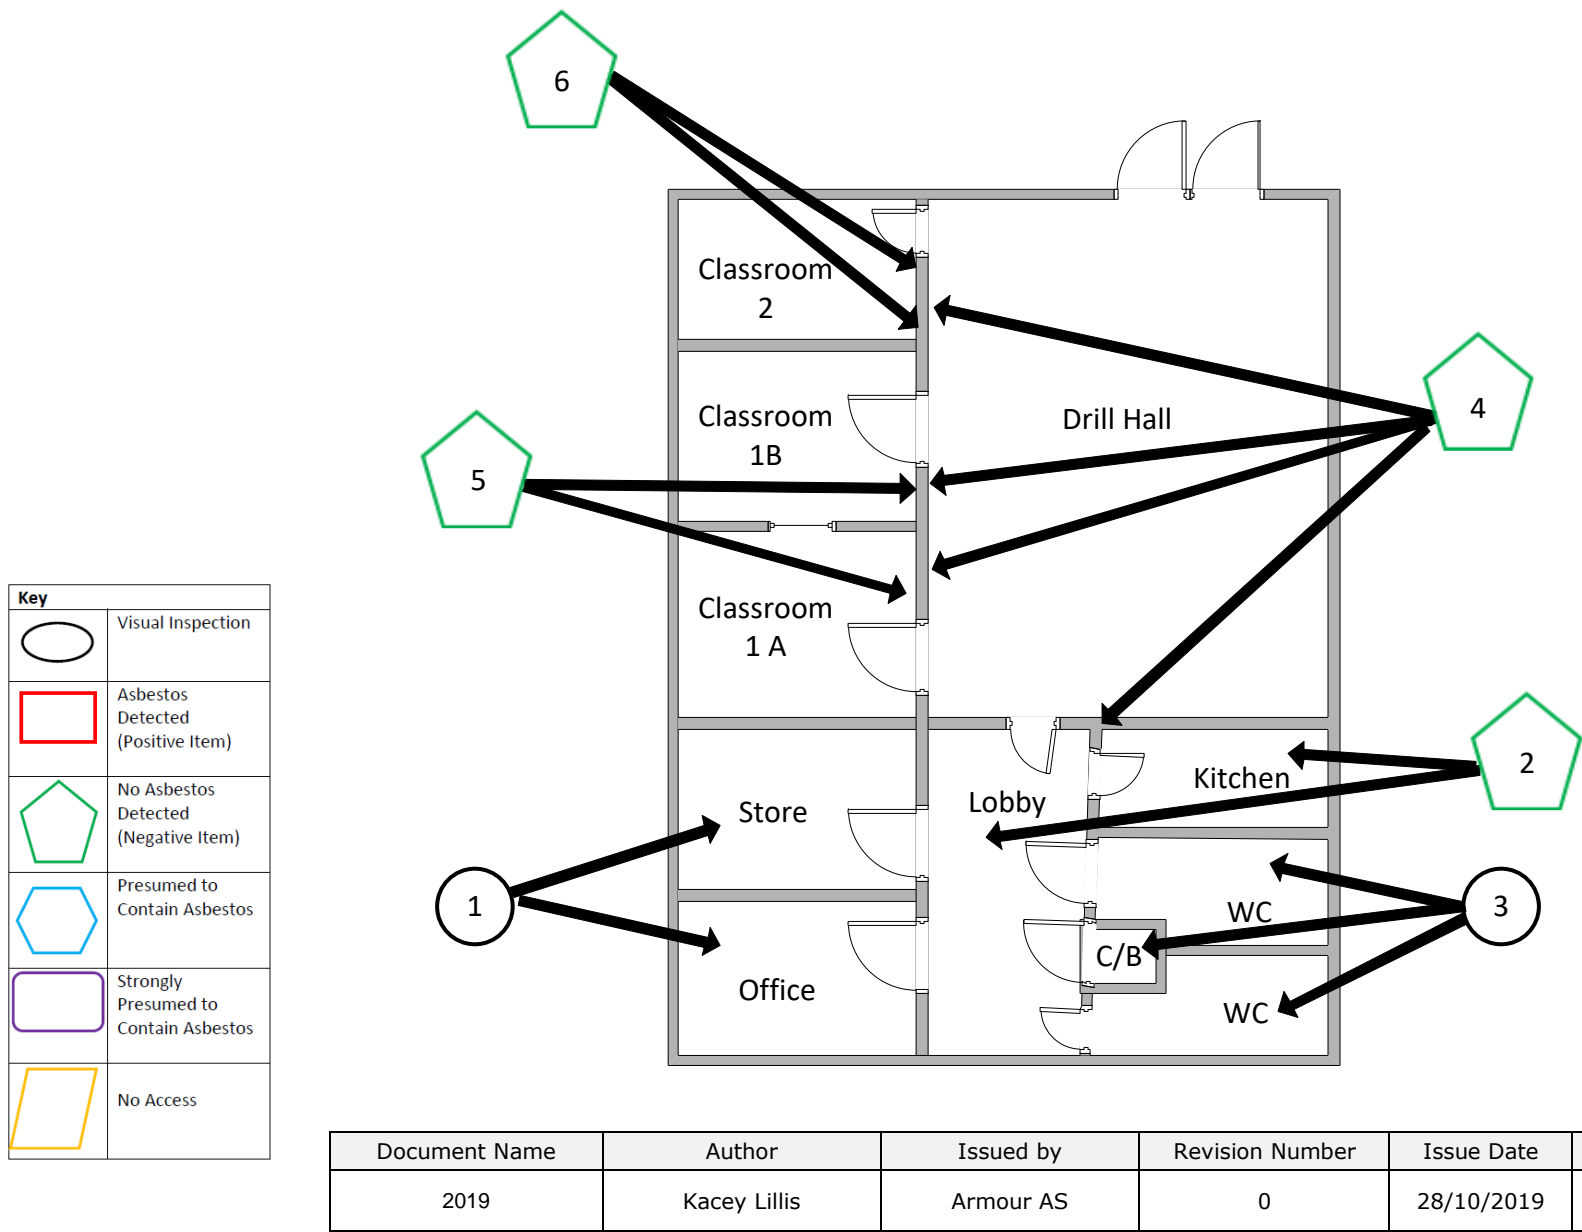 6
Classroom
2
4
Classroom
1B
Drill Hall
5
Classroom
1 A
Key
Visual Inspection
Asbestos
Detected
(Positive Item)
No Asbestos
Detected
(Negative Item)
Presumed to
Contain Asbestos
Strongly
Presumed to
Contain Asbestos
No Access
2
Kitchen
Lobby
Store
1
3
WC
C/B
Office
WC
Document Name Author Issued by Revision Number Issue Date
2019 Kacey Lillis Armour AS 0 28/10/2019